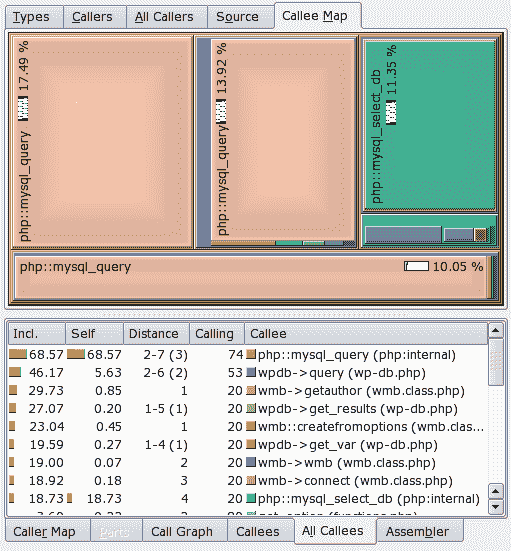 Types Callers All Callers Source Callee Map
php::mysql_query 17.49 %
php::mysql_query 13.92 %
php::mysql_select_db 11.35 %
php::mysql_query 10.05 %
Incl. Self Distance Calling Callee
68.57 68.57 2-7 (3) 74 php::mysql_query (php:internal)
46.17 5.63 2-6 (2) 53 wpdb->query (wp-db.php)
29.73 0.85 1 20 wmb->getauthor (wmb.class.php)
27.07 0.20 1-5 (1) 20 wpdb->get_results (wp-db.php)
23.04 0.45 1 20 wmb::createfromoptions (wmb.clas...
19.59 0.27 1-4 (1) 20 wpdb->get_var (wp-db.php)
19.00 0.07 2 20 wmb->wmb (wmb.class.php)
18.92 0.18 3 20 wmb->connect (wmb.class.php)
18.73 18.73 4 20 php::mysql_select_db (php:internal)
Caller Map Parts Call Graph Callees All Callees Assembler